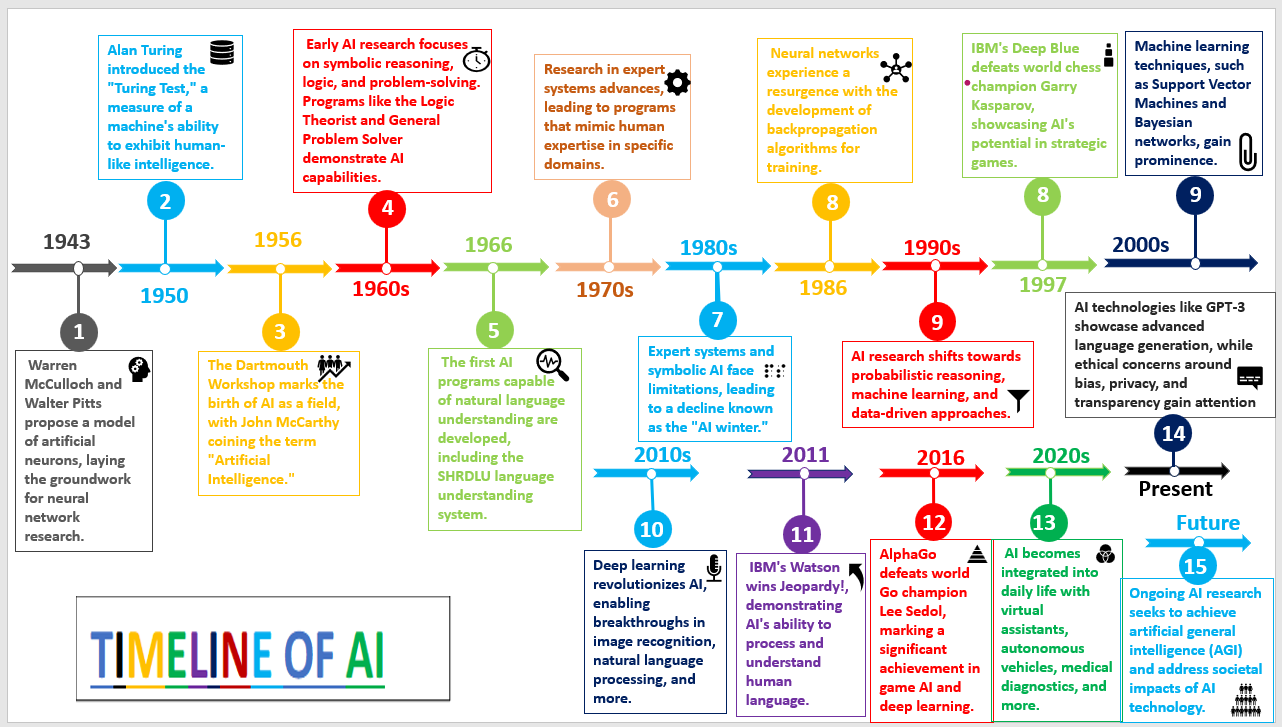 Alan Turing
introduced the
"Turing Test," a
measure of a
machine's ability
to exhibit human-
like intelligence.
2
1950
Early AI research focuses
on symbolic reasoning,
logic, and problem-solving.
Programs like the Logic
Theorist and General
Problem Solver
demonstrate AI
capabilities.
4
1960s
Research in expert
systems advances,
leading to programs
that mimic human
expertise in specific
domains.
6
1970s
Neural networks
experience a
resurgence with the
development of
backpropagation
algorithms for
training.
8
1986
IBM's Deep Blue
defeats world chess
champion Garry
Kasparov,
showcasing AI's
potential in strategic
games.
8
1997
Machine learning
techniques, such
as Support Vector
Machines and
Bayesian
networks, gain
prominence.
9
2000s
1943
1
Warren
McCulloch and
Walter Pitts
propose a model
of artificial
neurons, laying
the groundwork
for neural
network
research.
1956
3
The Dartmouth
Workshop marks the
birth of AI as a field,
with John McCarthy
coining the term
"Artificial
Intelligence."
1966
5
The first AI
programs capable
of natural language
understanding are
developed,
including the
SHRDLU language
understanding
system.
1980s
7
Expert systems and
symbolic AI face
limitations, leading
to a decline known
as the "AI winter."
1990s
9
AI research shifts towards
probabilistic reasoning,
machine learning, and
data-driven approaches.
AI technologies like GPT-3
showcase advanced
language generation, while
ethical concerns around
bias, privacy, and
transparency gain attention
14
Present
2010s
10
Deep learning
revolutionizes AI,
enabling
breakthroughs in
image recognition,
natural language
processing, and
more.
2011
11
IBM's Watson
wins Jeopardy!,
demonstrating
AI's ability to
process and
understand
human
language.
2016
12
AlphaGo
defeats world
Go champion
Lee Sedol,
marking a
significant
achievement in
game AI and
deep learning.
2020s
13
AI becomes
integrated into
daily life with
virtual
assistants,
autonomous
vehicles, medical
diagnostics, and
more.
Future
15
Ongoing AI research
seeks to achieve
artificial general
intelligence (AGI)
and address societal
impacts of AI
technology.
TIMELINE OF AI